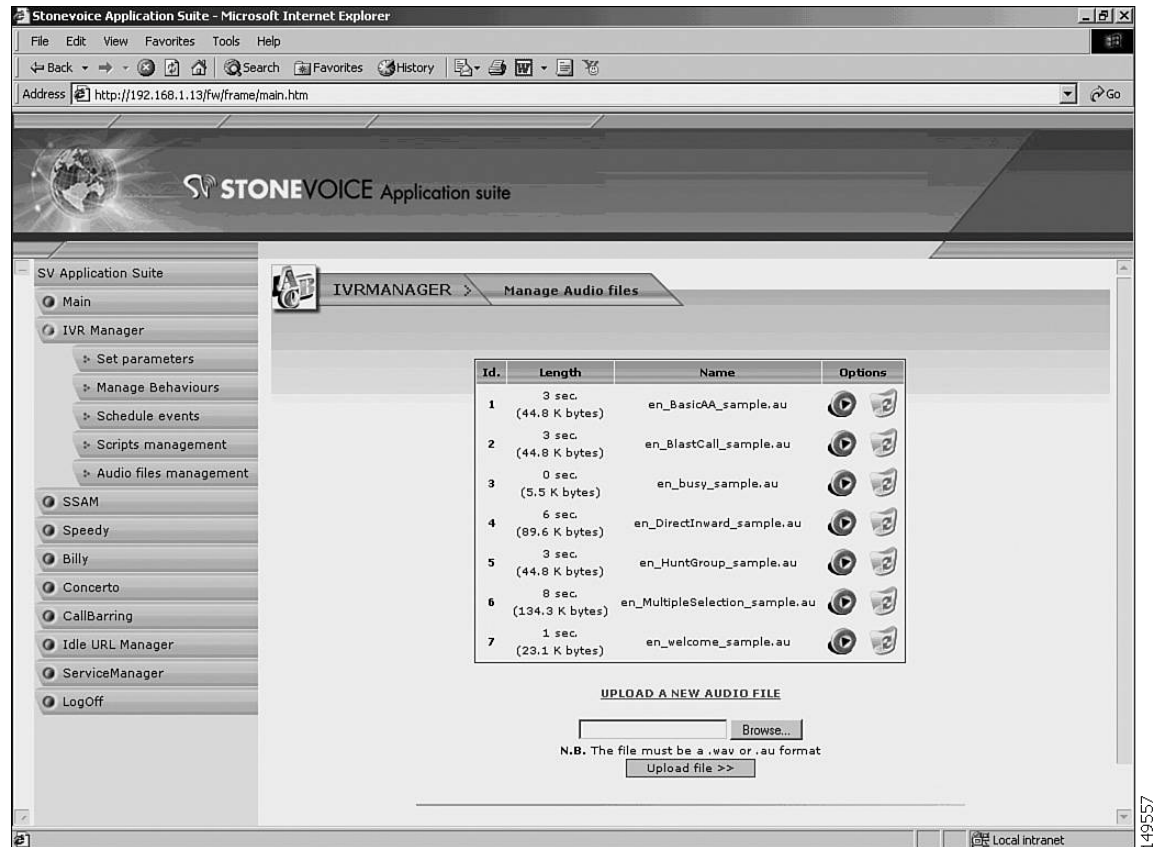 Stonevoice Application Suite - Microsoft Internet Explorer
File Edit View Favorites Tools Help
Back Search Favorites History
Address http://192.168.1.13/fw/frame/main.htm Go
SV STONEVOICE Application suite
SV Application Suite
Main
IVR Manager
Set parameters
Manage Behaviours
Schedule events
Scripts management
Audio files management
SSAM
Speedy
Billy
Concerto
CallBarring
Idle URL Manager
ServiceManager
LogOff
IVRMANAGER > Manage Audio files
Id. Length Name Options
1 3 sec. (44.8 K bytes) en_BasicAA_sample.au
2 3 sec. (44.8 K bytes) en_BlastCall_sample.au
3 0 sec. (5.5 K bytes) en_busy_sample.au
4 6 sec. (89.6 K bytes) en_DirectInward_sample.au
5 3 sec. (44.8 K bytes) en_HuntGroup_sample.au
6 8 sec. (134.3 K bytes) en_MultipleSelection_sample.au
7 1 sec. (23.1 K bytes) en_welcome_sample.au
UPLOAD A NEW AUDIO FILE
Browse...
N.B. The file must be a .wav or .au format
Upload file >>
Local intranet
149557